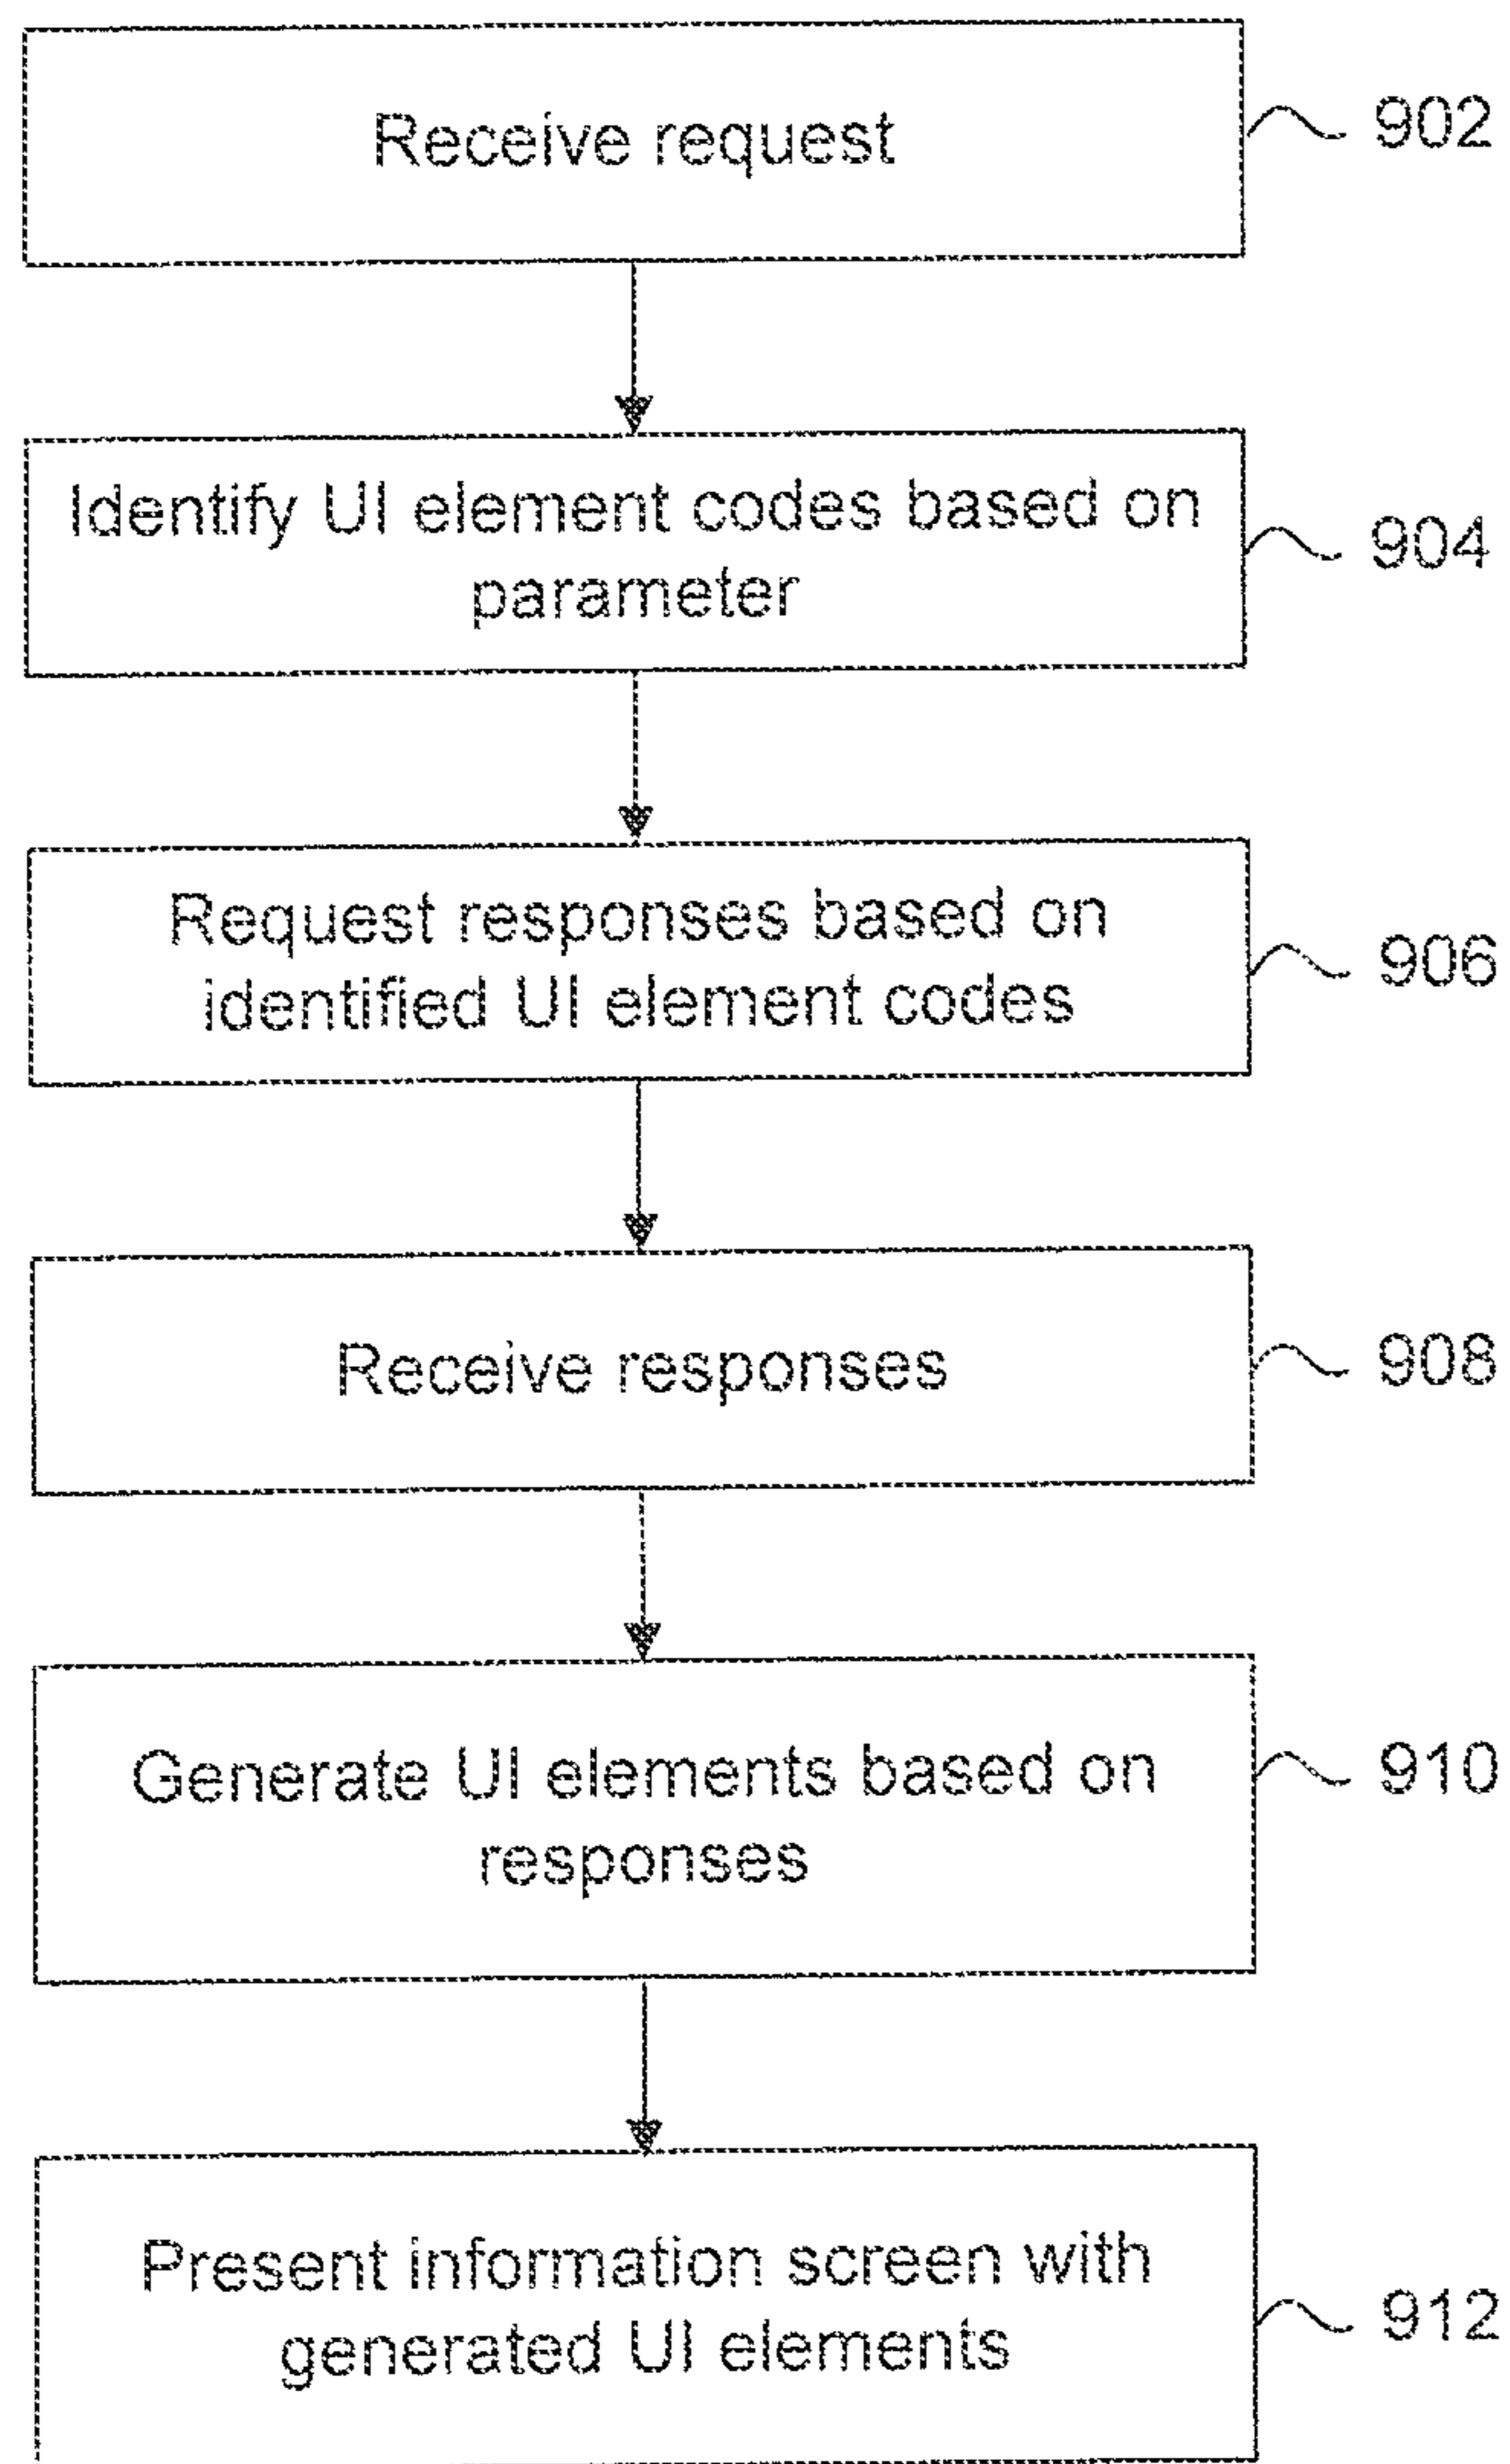 Receive request
902
Identify UI element codes based on
parameter
904
Request responses based on
identified UI element codes
906
Receive responses
908
Generate UI elements based on
responses
910
Present information screen with
generated UI elements
912